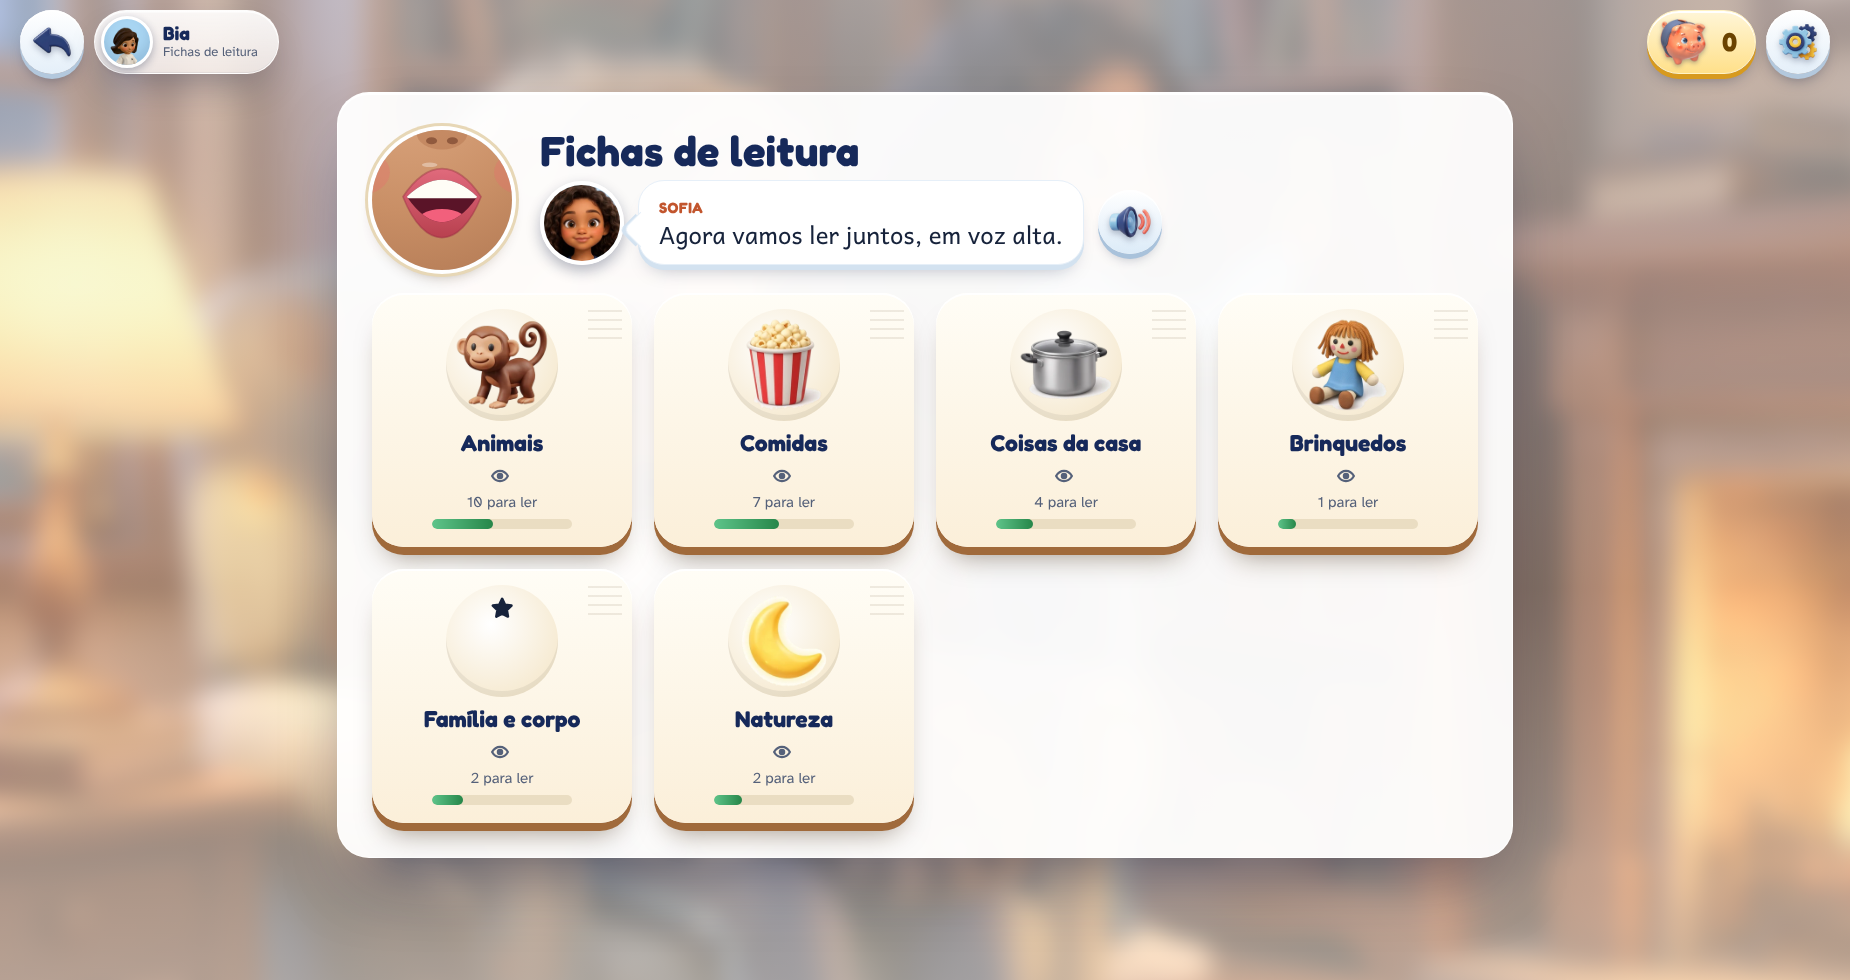 Bia
Fichas de leitura
0
Fichas de leitura
SOFIA
Agora vamos ler juntos, em voz alta.
Animais
10 para ler
Comidas
7 para ler
Coisas da casa
4 para ler
Brinquedos
1 para ler
Família e corpo
2 para ler
Natureza
2 para ler